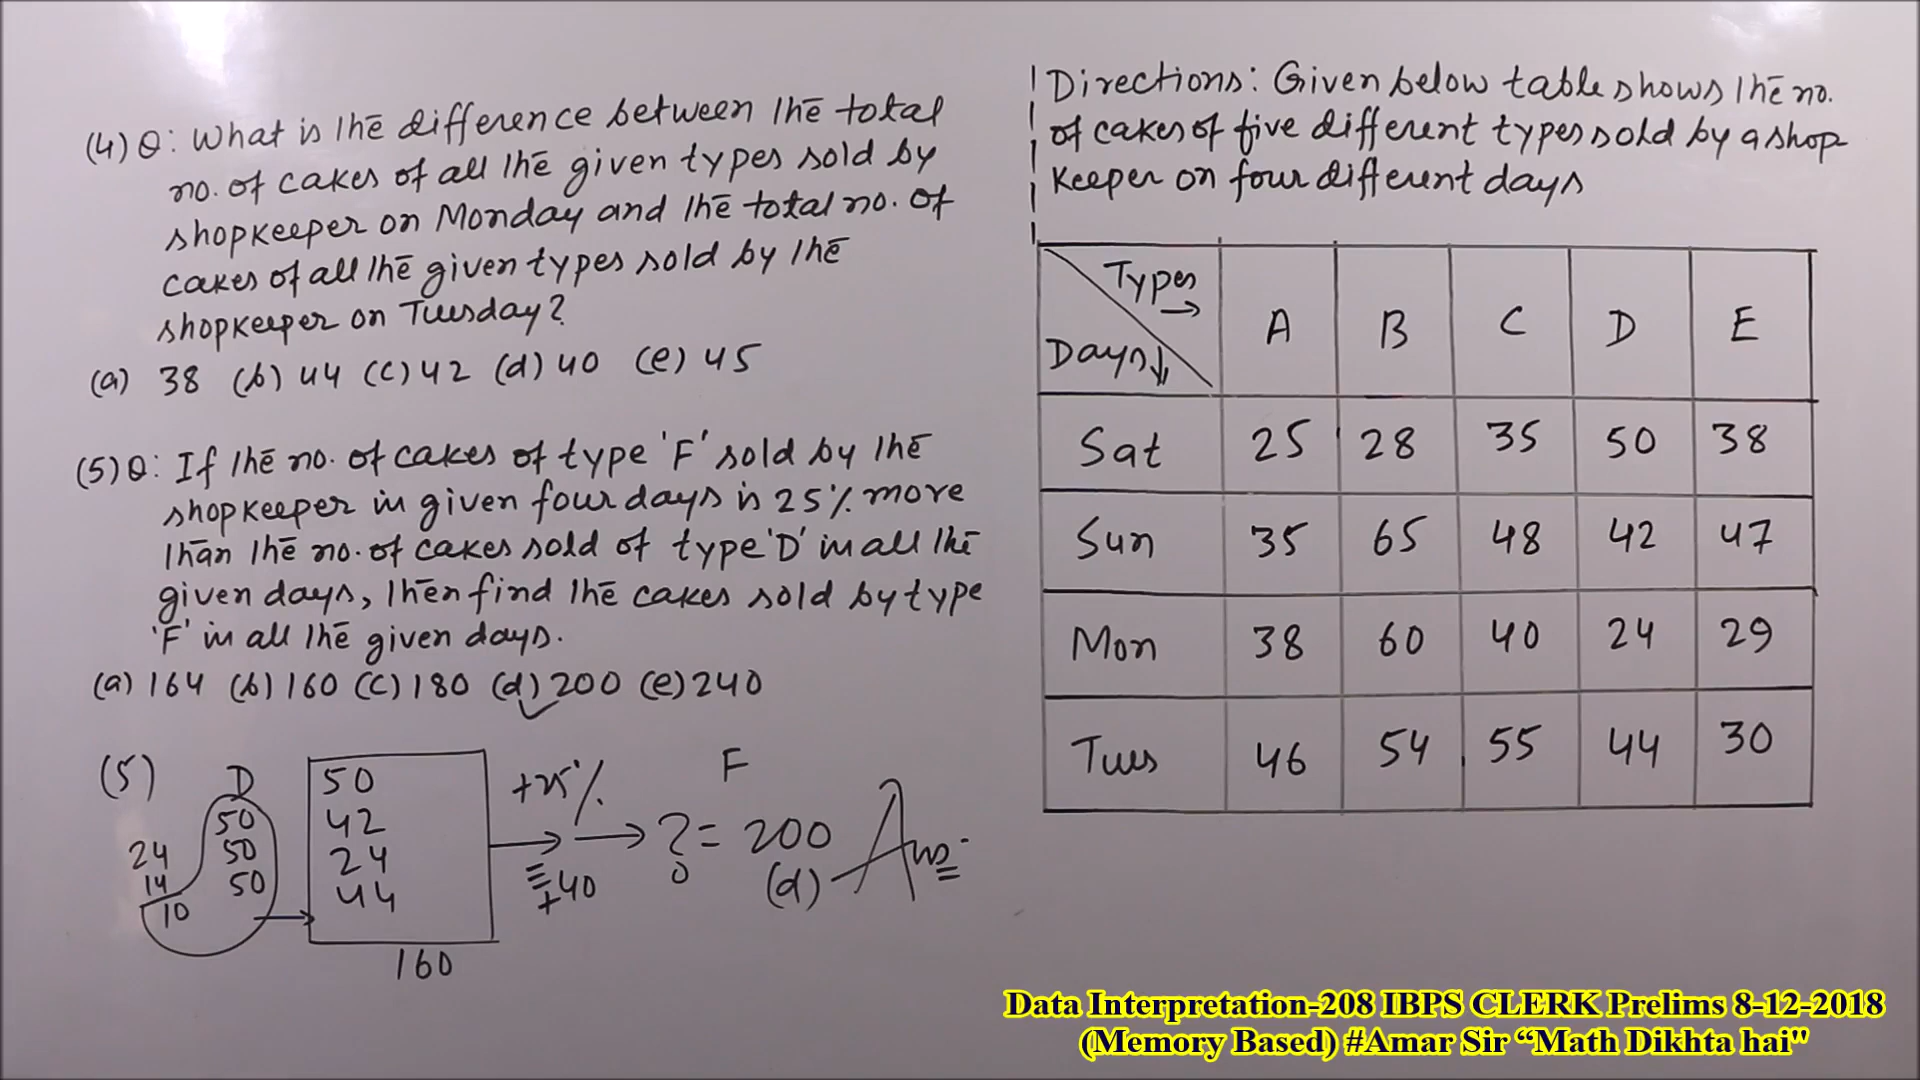 (4) Q: What is the difference between the total
no. of cakes of all the given types sold by
shopkeeper on Monday and the total no. of
cakes of all the given types sold by the
shopkeeper on Tuesday?
(a) 38 (b) 44 (c) 42 (d) 40 (e) 45
(5) Q: If the no. of cakes of type 'F' sold by the
shopkeeper in given four days is 25% more
than the no. of cakes sold of type 'D' in all the
given days, then find the cakes sold by type
'F' in all the given days.
(a) 164 (b) 160 (c) 180 (d) 200 (e) 240
(5) D
50
50
50
24
14
10
50
42
24
44
160
+25%
+40
F
? = 200
(d) Ans.
Directions: Given below table shows the no.
of cakes of five different types sold by a shop
keeper on four different days
Types → Days ↓ A B C D E
Sat 25 28 35 50 38
Sun 35 65 48 42 47
Mon 38 60 40 24 29
Tues 46 54 55 44 30
Data Interpretation-208 IBPS CLERK Prelims 8-12-2018
(Memory Based) #Amar Sir “Math Dikhta hai"